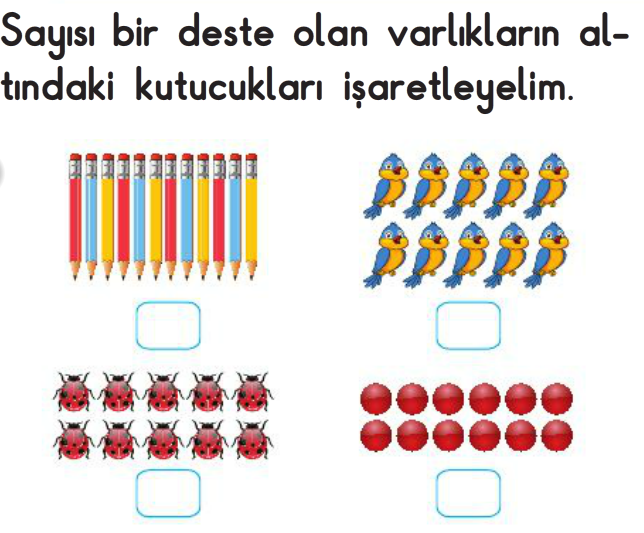 Sayısı bir deste olan varlıkların al-
tındaki kutucukları işaretleyelim.